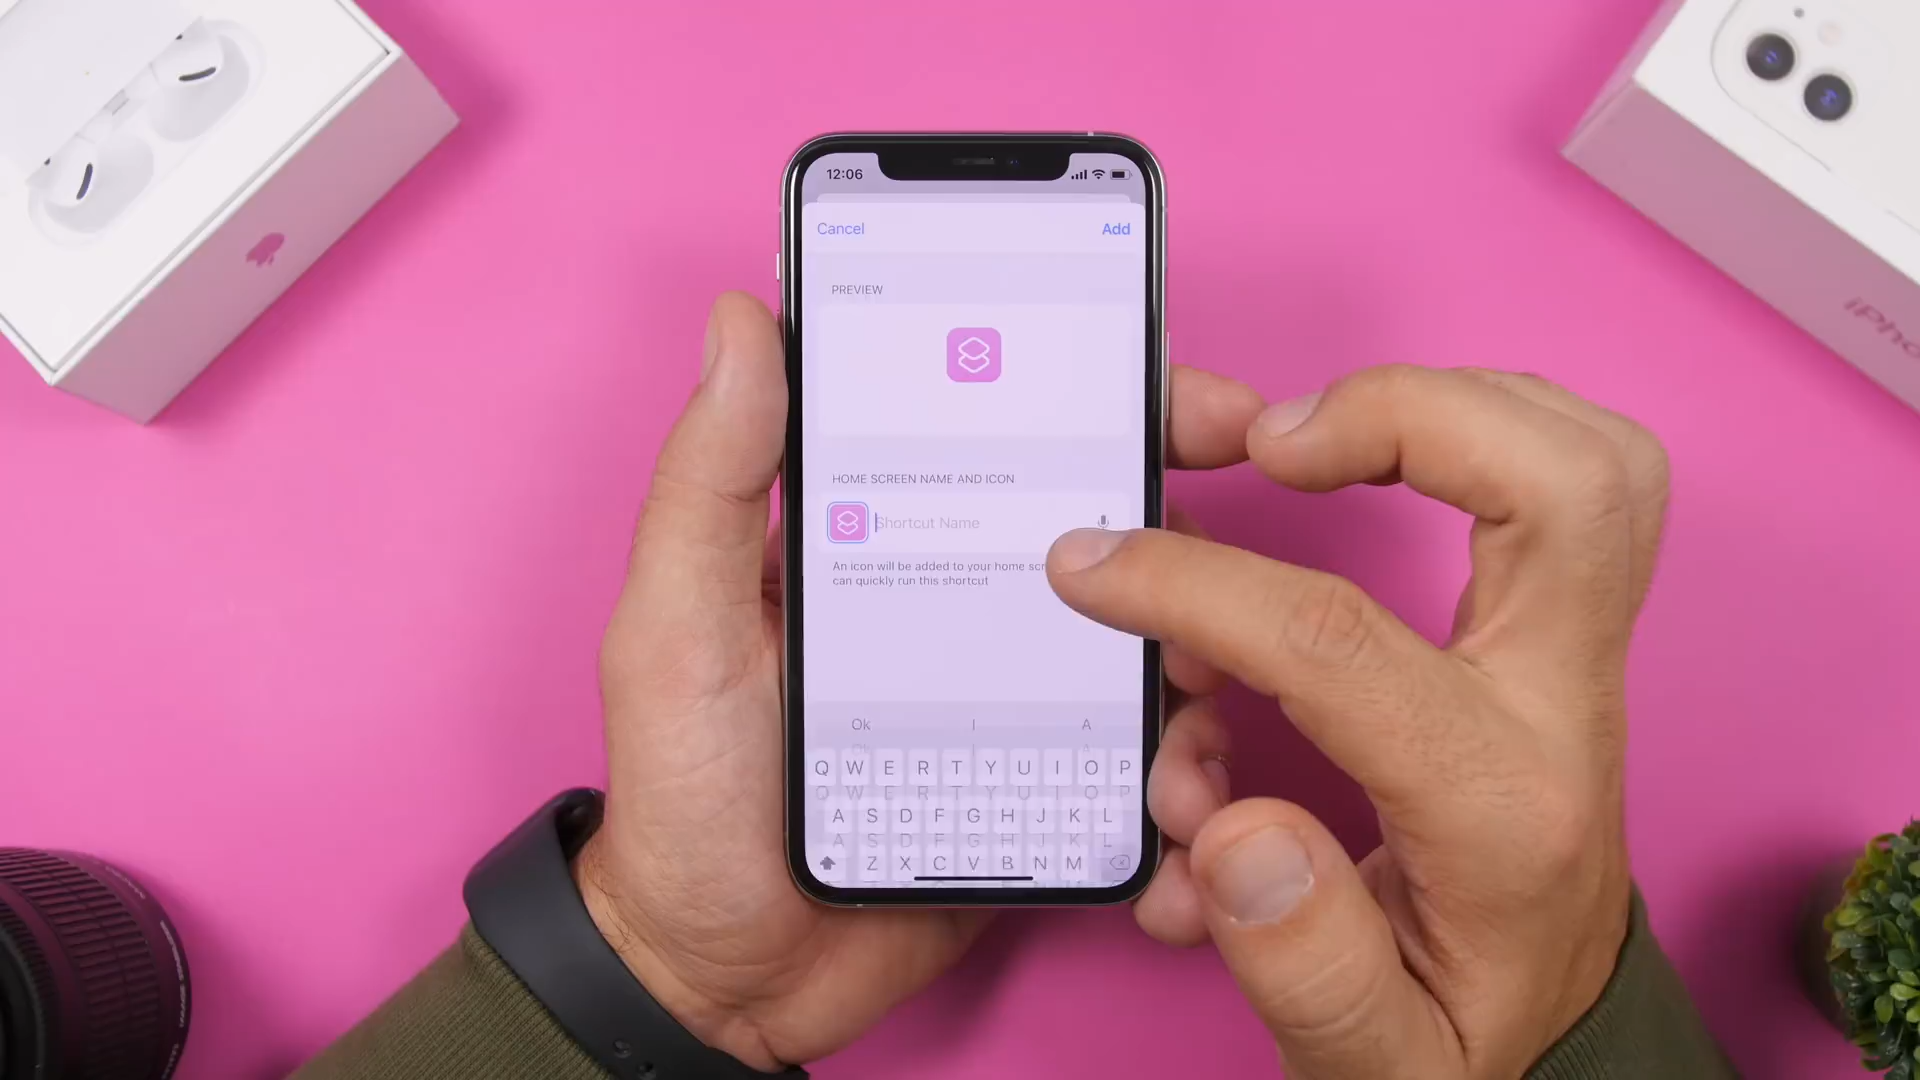 12:06
Cancel Add
PREVIEW
HOME SCREEN NAME AND ICON
Shortcut Name
An icon will be added to your home
can quickly run this shortcut
Ok I A
Q W E R T Y U I O P
A S D F G H J K L
Z X C V B N M